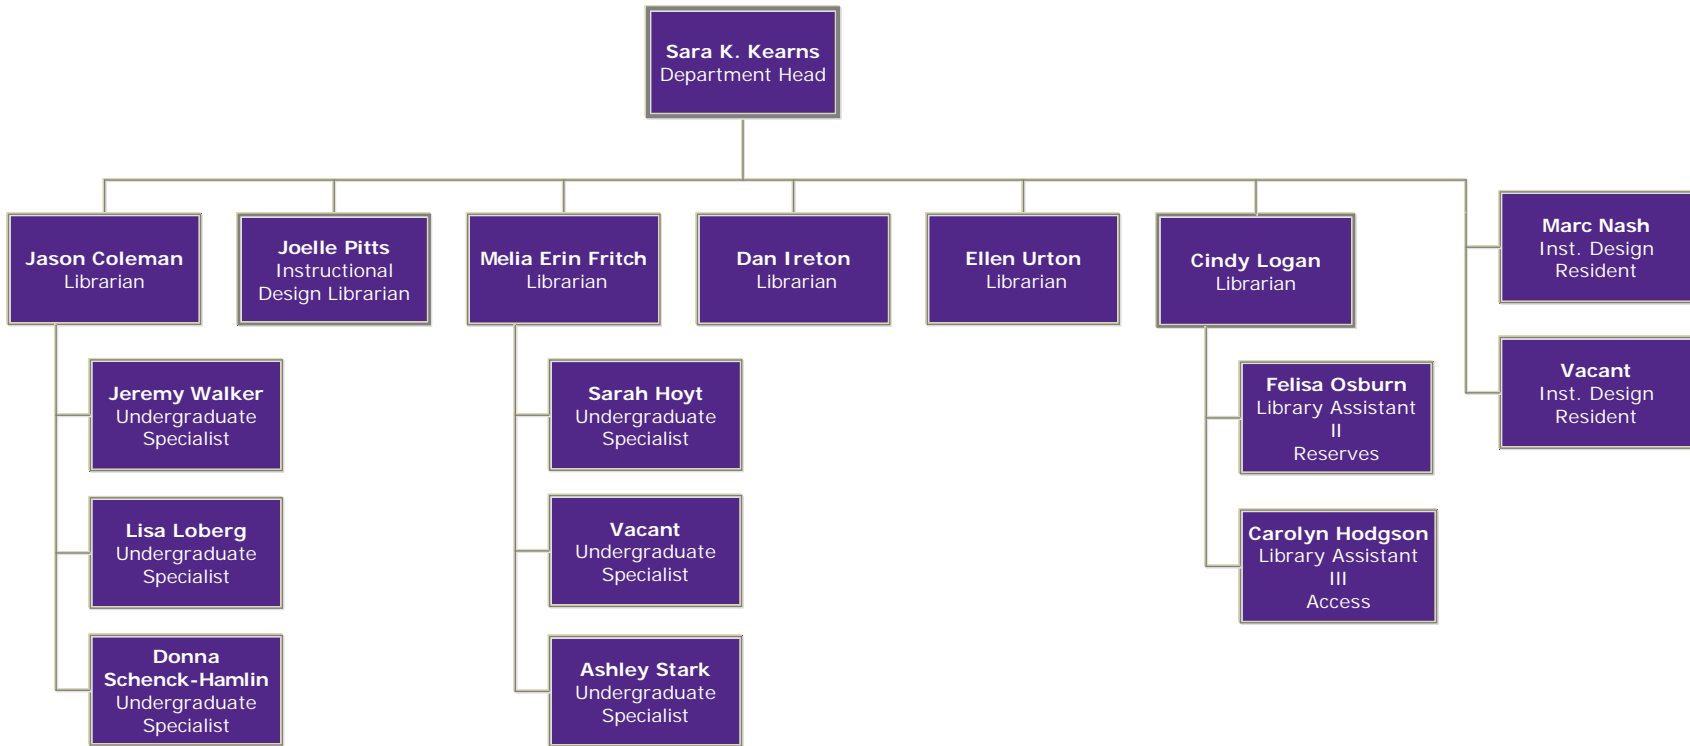 Sara K. Kearns
Department Head
Jason Coleman
Librarian
Joelle Pitts
Instructional
Design Librarian
Melia Erin Fritch
Librarian
Dan Ireton
Librarian
Ellen Urton
Librarian
Cindy Logan
Librarian
Marc Nash
Inst. Design
Resident
Vacant
Inst. Design
Resident
Jeremy Walker
Undergraduate
Specialist
Lisa Loberg
Undergraduate
Specialist
Donna
Schenck-Hamlin
Undergraduate
Specialist
Sarah Hoyt
Undergraduate
Specialist
Vacant
Undergraduate
Specialist
Ashley Stark
Undergraduate
Specialist
Felisa Osburn
Library Assistant
II
Reserves
Carolyn Hodgson
Library Assistant
III
Access